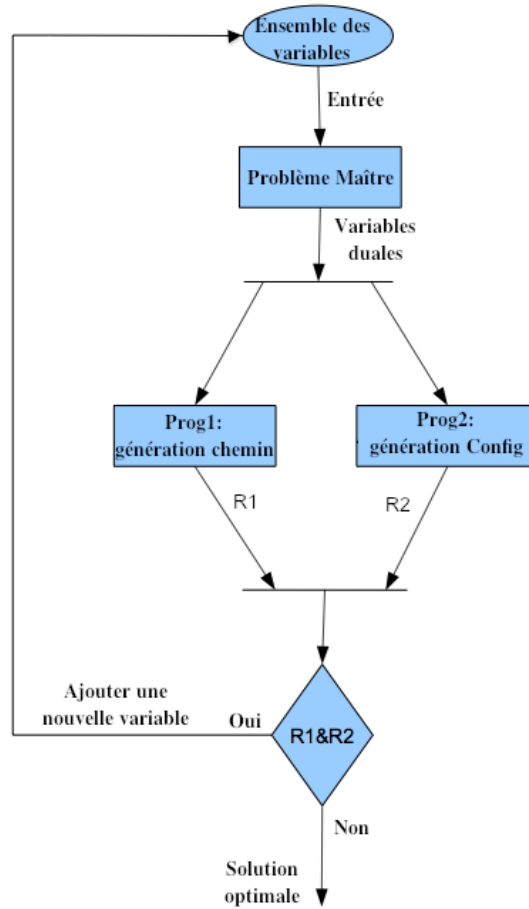 Ensemble des
variables
Entrée
Problème Maître
Variables
duales
Prog1:
génération chemin
Prog2:
génération Config
R1
R2
Ajouter une
nouvelle variable
Oui
R1&R2
Non
Solution
optimale